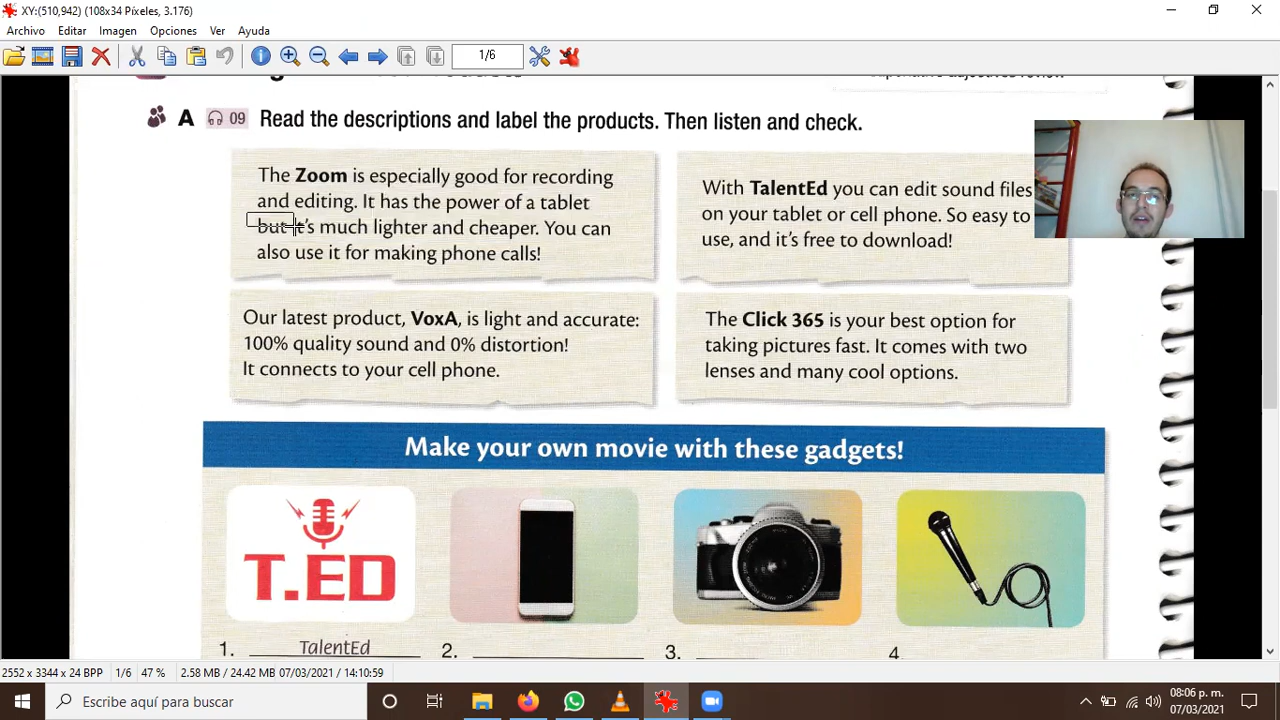 XY:(510,942) (108x34 Píxeles, 3.176)
Archivo Editar Imagen Opciones Ver Ayuda
1/6
A 09 Read the descriptions and label the products. Then listen and check.
The Zoom is especially good for recording
and editing. It has the power of a tablet
but it's much lighter and cheaper. You can
also use it for making phone calls!
With TalentEd you can edit sound files
on your tablet or cell phone. So easy to
use, and it's free to download!
Our latest product, VoxA, is light and accurate:
100% quality sound and 0% distortion!
It connects to your cell phone.
The Click 365 is your best option for
taking pictures fast. It comes with two
lenses and many cool options.
Make your own movie with these gadgets!
T.ED
1. TalentEd 2. 3. 4.
2552 x 3344 x 24 BPP 1/6 47 % 2.58 MB / 24.42 MB 07/03/2021 / 14:10:59
Escribe aquí para buscar
08:06 p. m.
07/03/2021